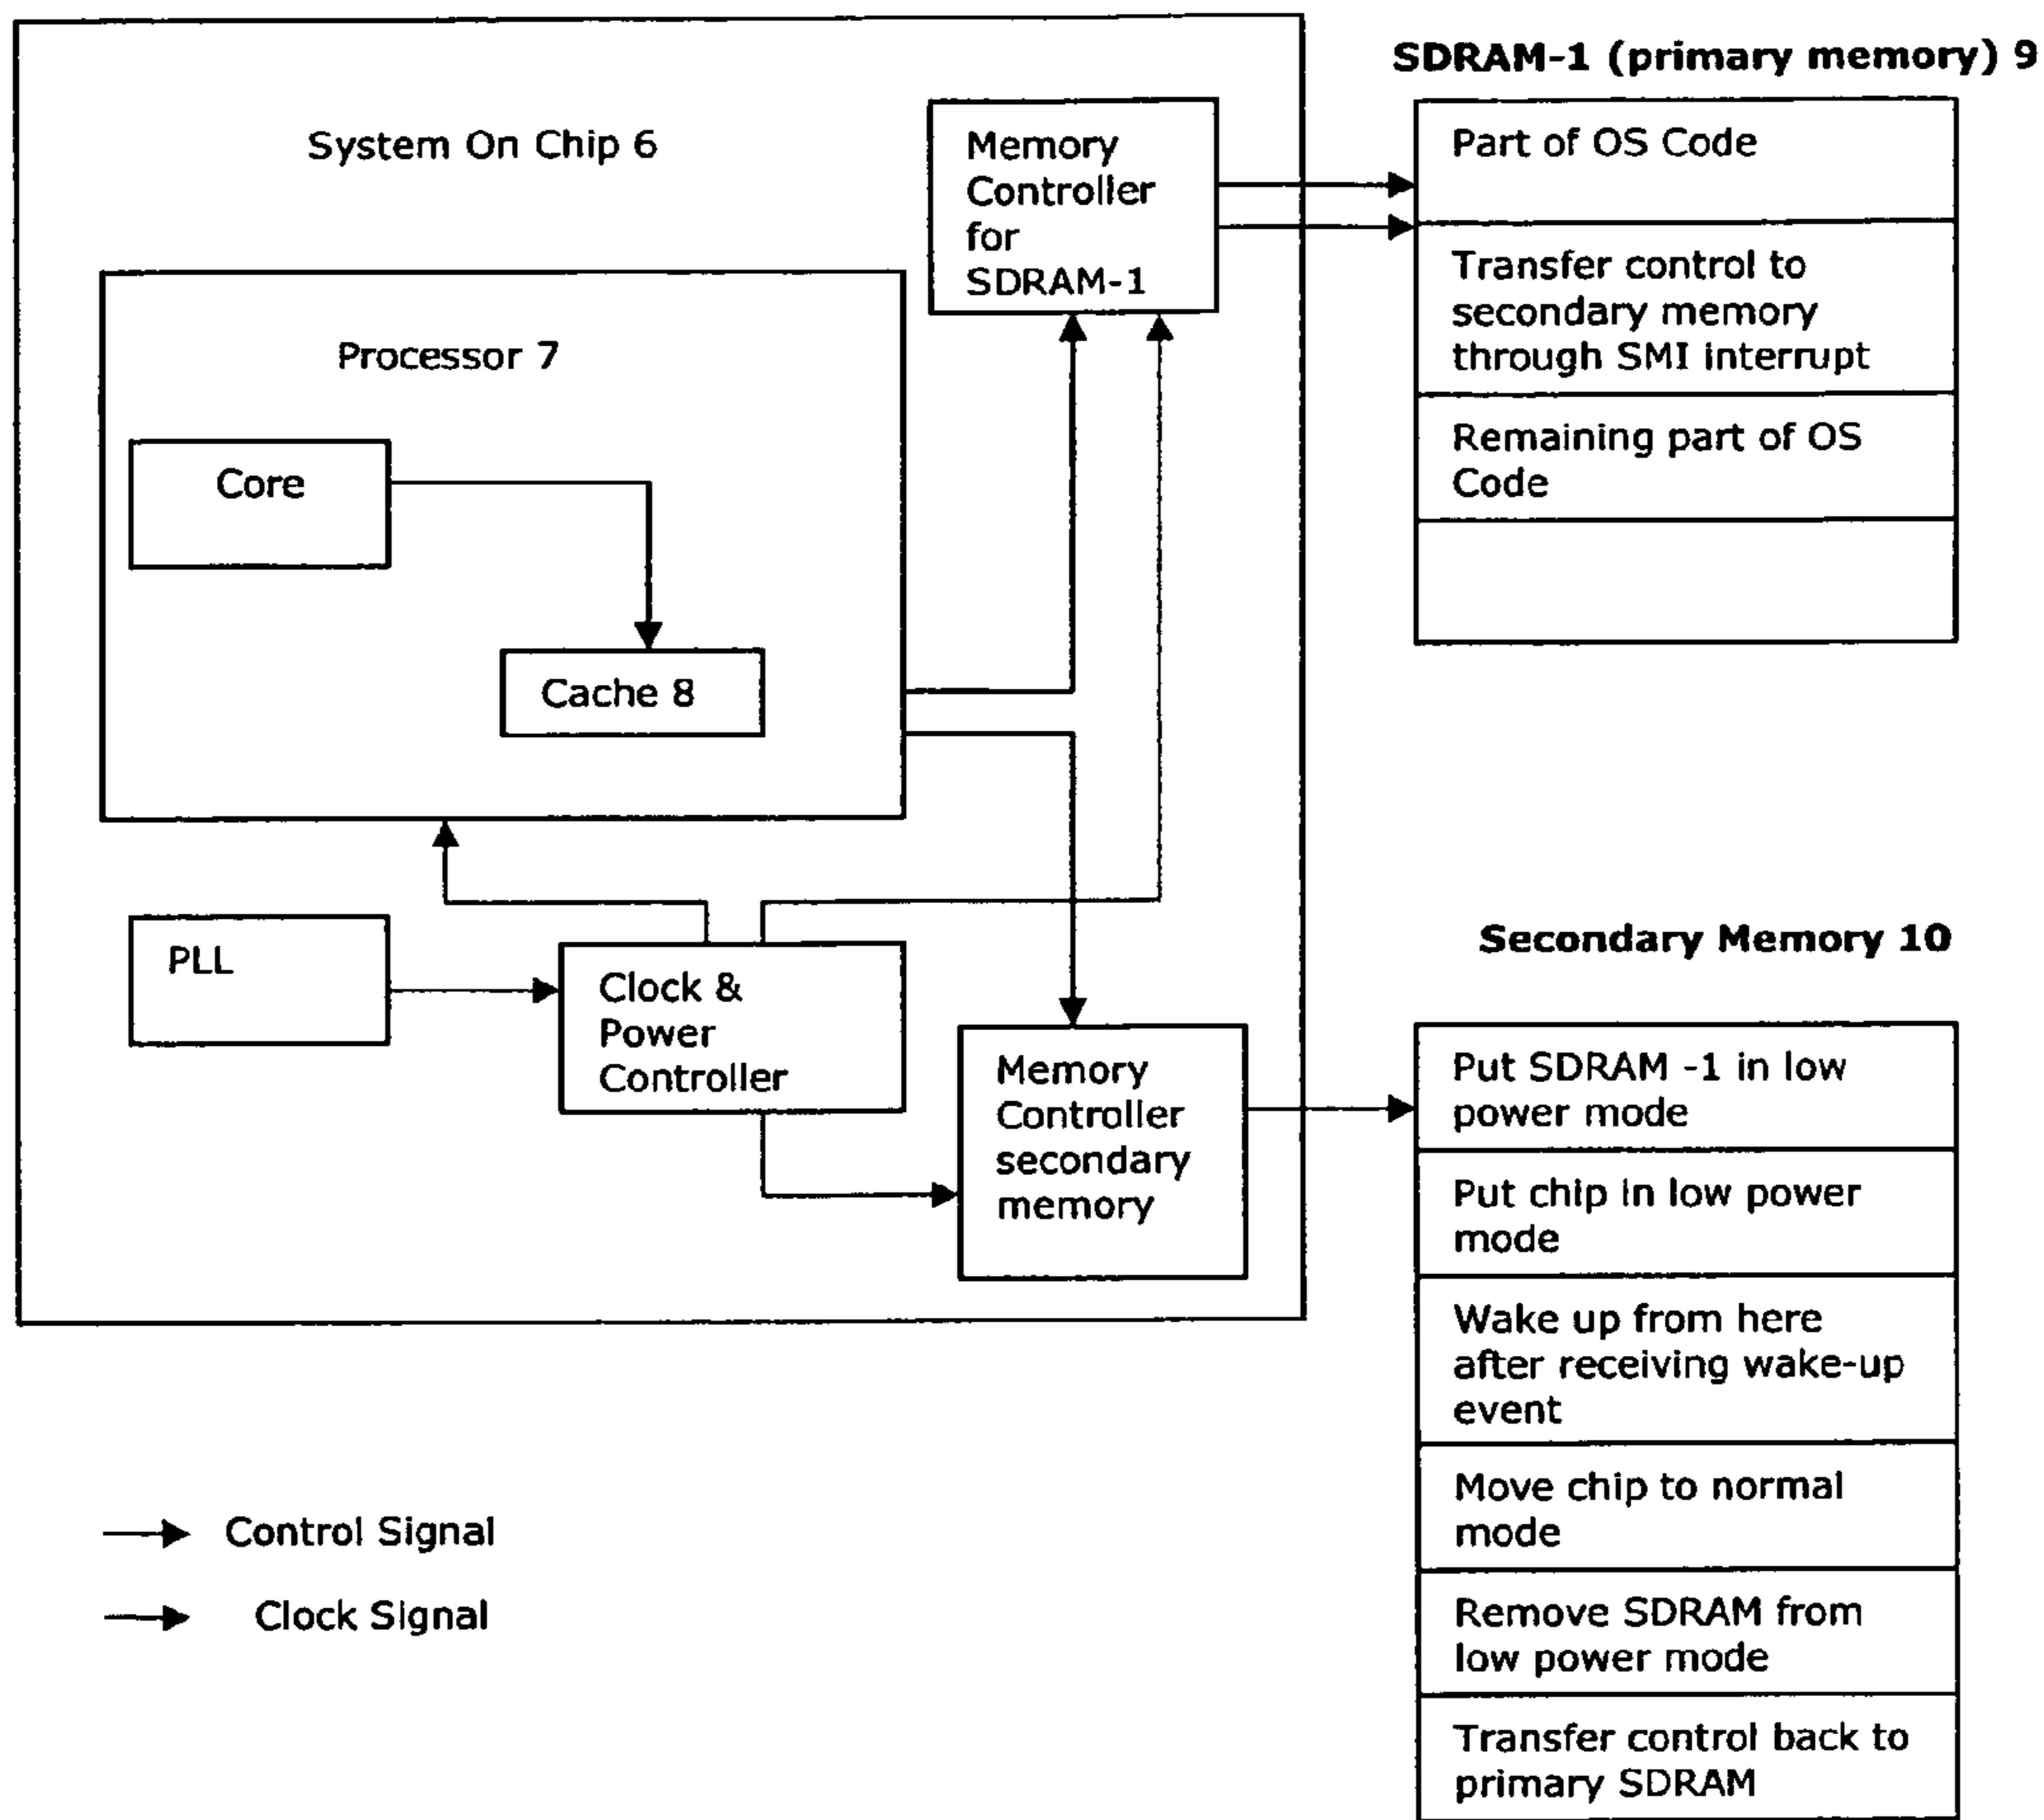 SDRAM-1 (primary memory) 9
System On Chip 6
Memory
Controller
for
SDRAM-1
Part of OS Code
Transfer control to
secondary memory
through SMI interrupt
Remaining part of OS
Code
Processor 7
Core
Cache 8
PLL
Clock &
Power
Controller
Memory
Controller
secondary
memory
Secondary Memory 10
Put SDRAM -1 in low
power mode
Put chip in low power
mode
Wake up from here
after receiving wake-up
event
Move chip to normal
mode
Remove SDRAM from
low power mode
Transfer control back to
primary SDRAM
Control Signal
Clock Signal